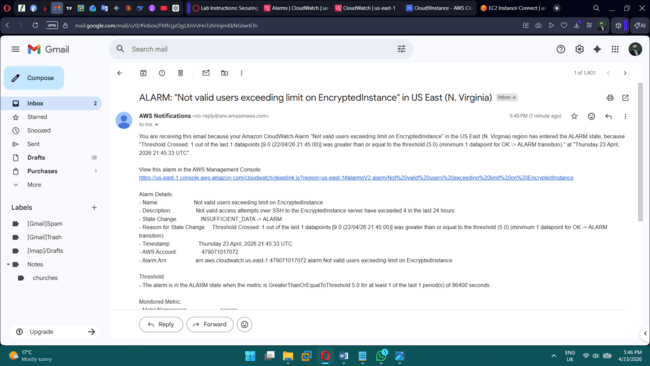 Lab Instructions: Securing
Alarms | CloudWatch | us-east-1
CloudWatch | us-east-1
CloudWatchInstance - AWS Clo
EC2 Instance Connect | us-e
VPN
mail.google.com/mail/u/0/#inbox/
AI
Gmail
Search mail
Compose
1 of 1,401
Inbox 2
Starred
Snoozed
Sent
Drafts 38
Purchases 1
More
Labels
[Gmail]Spam
[Gmail]Trash
[Imap]/Drafts
Notes
churches
Upgrade
ALARM: "Not valid users exceeding limit on EncryptedInstance" in US East (N. Virginia) Inbox x
AWS Notifications <no-reply@sns.amazonaws.com>
5:45 PM (1 minute ago)
to me
You are receiving this email because your Amazon CloudWatch Alarm "Not valid users exceeding limit on EncryptedInstance" in the US East (N. Virginia) region has entered the ALARM state, because
"Threshold Crossed: 1 out of the last 1 datapoints [9.0 (22/04/26 21:45:00)] was greater than or equal to the threshold (5.0) (minimum 1 datapoint for OK -> ALARM transition)." at "Thursday 23 April,
2026 21:45:33 UTC".
View this alarm in the AWS Management Console:
https://us-east-1.console.aws.amazon.com/cloudwatch/deeplink.js?region=us-east-1#alarmsV2:alarm/Not%20valid%20users%20exceeding%20limit%20on%20EncryptedInstance
Alarm Details:
- Name: Not valid users exceeding limit on EncryptedInstance
- Description: Not valid access attempts over SSH to the EncryptedInstance server have exceeded 4 in the last 24 hours
- State Change: INSUFFICIENT_DATA -> ALARM
- Reason for State Change: Threshold Crossed: 1 out of the last 1 datapoints [9.0 (22/04/26 21:45:00)] was greater than or equal to the threshold (5.0) (minimum 1 datapoint for OK -> ALARM
transition).
- Timestamp: Thursday 23 April, 2026 21:45:33 UTC
- AWS Account: 479071017072
- Alarm Arn: arn:aws:cloudwatch:us-east-1:479071017072:alarm:Not valid users exceeding limit on EncryptedInstance
Threshold:
- The alarm is in the ALARM state when the metric is GreaterThanOrEqualToThreshold 5.0 for at least 1 of the last 1 period(s) of 86400 seconds.
Monitored Metric:
Reply
Forward
17°C
Mostly sunny
ENG
UK
5:46 PM
4/23/2026